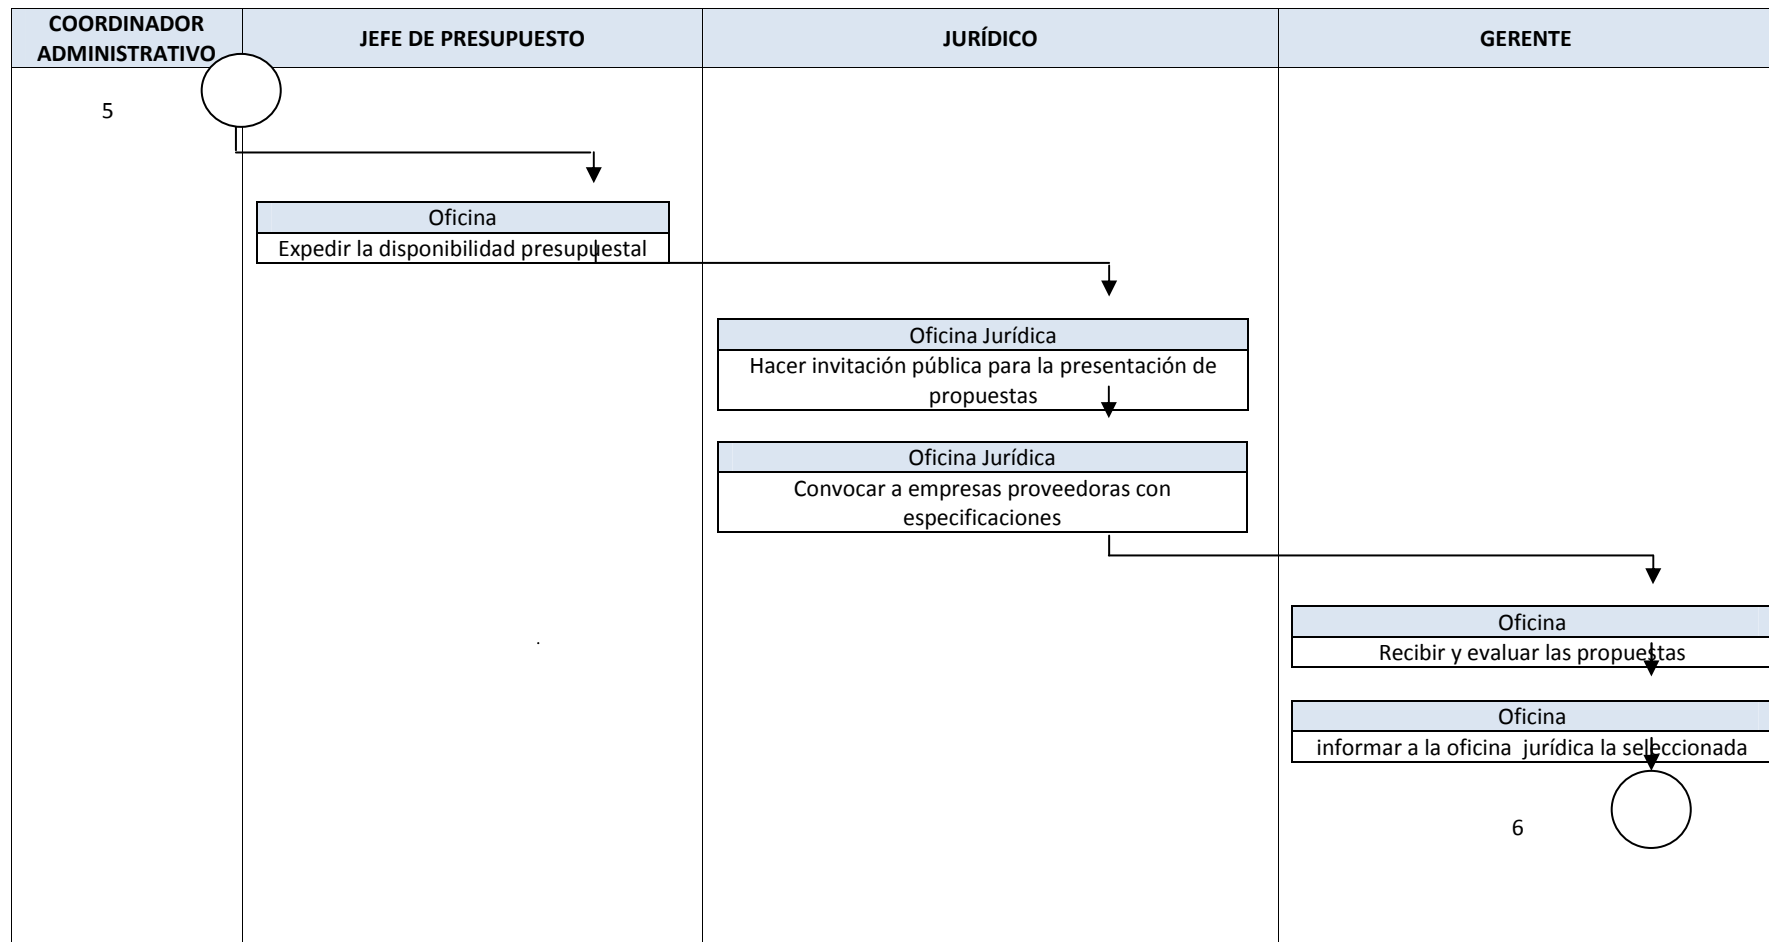 COORDINADOR
ADMINISTRATIVO
JEFE DE PRESUPUESTO
JURÍDICO
GERENTE
5
Oficina
Expedir la disponibilidad presupuestal
Oficina Jurídica
Hacer invitación pública para la presentación de
propuestas
Oficina Jurídica
Convocar a empresas proveedoras con
especificaciones
.
Oficina
Recibir y evaluar las propuestas
Oficina
informar a la oficina  jurídica la seleccionada
6